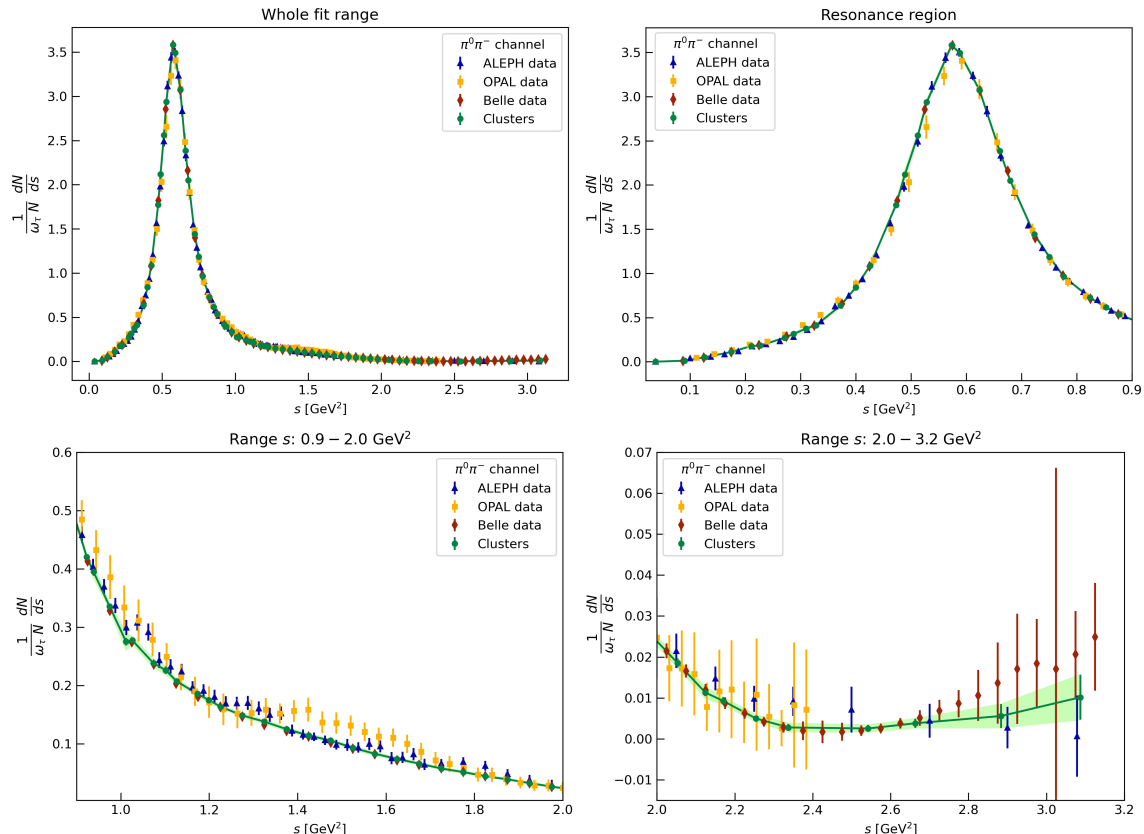 Whole fit range
3.5
3.0
2.5
2.0
1.5
1.0
0.5
0.0
0.0 0.5 1.0 1.5 2.0 2.5 3.0
s [GeV²]
1/ω_τ N dN/ds
π⁰π⁻ channel
ALEPH data
OPAL data
Belle data
Clusters
Resonance region
3.5
3.0
2.5
2.0
1.5
1.0
0.5
0.0
0.1 0.2 0.3 0.4 0.5 0.6 0.7 0.8 0.9
s [GeV²]
1/ω_τ N dN/ds
π⁰π⁻ channel
ALEPH data
OPAL data
Belle data
Clusters
Range s: 0.9 − 2.0 GeV²
0.6
0.5
0.4
0.3
0.2
0.1
1.0 1.2 1.4 1.6 1.8 2.0
s [GeV²]
1/ω_τ N dN/ds
π⁰π⁻ channel
ALEPH data
OPAL data
Belle data
Clusters
Range s: 2.0 − 3.2 GeV²
0.07
0.06
0.05
0.04
0.03
0.02
0.01
0.00
−0.01
2.0 2.2 2.4 2.6 2.8 3.0 3.2
s [GeV²]
1/ω_τ N dN/ds
π⁰π⁻ channel
ALEPH data
OPAL data
Belle data
Clusters